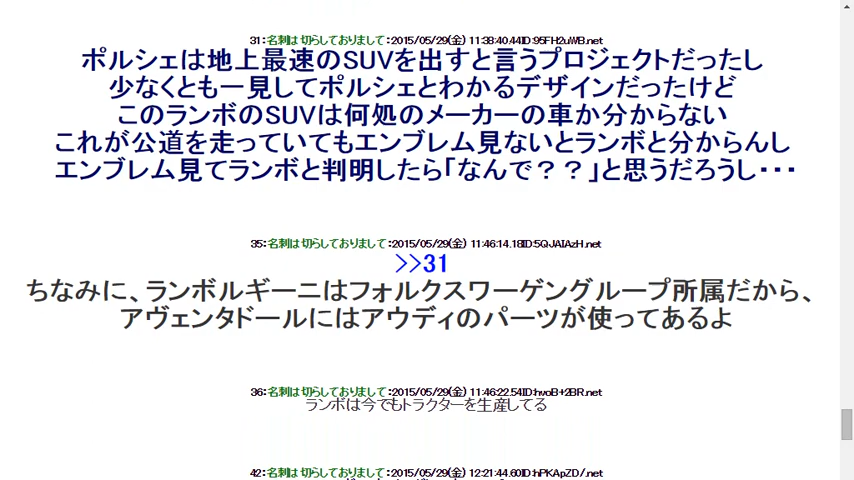 31：名刺は切らしておりまして：2015/05/29(金) 11:38:40.44ID:95FH2uWB.net
ポルシェは地上最速のSUVを出すと言うプロジェクトだったし
少なくとも一見してポルシェとわかるデザインだったけど
このランボのSUVは何処のメーカーの車か分からない
これが公道を走っていてもエンブレム見ないとランボと分からんし
エンブレム見てランボと判明したら「なんで？？」と思うだろうし・・・
35：名刺は切らしておりまして：2015/05/29(金) 11:46:14.18ID:5QJAIAzH.net
>>31
ちなみに、ランボルギーニはフォルクスワーゲングループ所属だから、
アヴェンタドールにはアウディのパーツが使ってあるよ
36：名刺は切らしておりまして：2015/05/29(金) 11:46:22.54ID:hvoB+2BR.net
ランボは今でもトラクターを生産してる
42：名刺は切らしておりまして：2015/05/29(金) 12:21:44.60ID:hPKApZD/.net